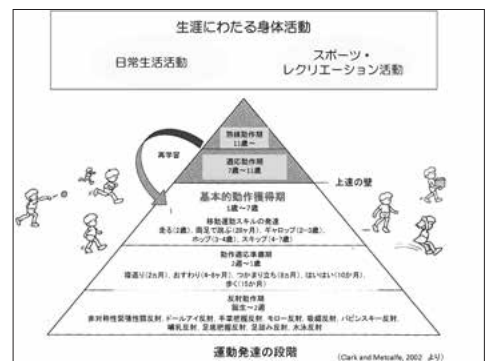 生涯にわたる身体活動
日常生活活動
スポーツ・
レクリエーション活動
熟練動作期
11歳〜
再学習
適応動作期
7歳〜11歳
上達の壁
基本的動作獲得期
1歳〜7歳
移動運動スキルの発達
走る(2歳), 両足で跳ぶ(28ヶ月), ギャロップ(2〜3歳),
ホップ(3-4歳), スキップ(4-7歳)
動作適応準備期
2週〜1歳
寝返り(2ヵ月), おすわり(4-8ヶ月), つかまり立ち(8ヵ月), はいはい(10か月),
歩く(15か月)
反射動作期
誕生〜2週
非対称性緊張性頸反射, ドールアイ反射, 手掌把握反射, モロー反射, 吸綴反射, バビンスキー反射,
哺乳反射, 足底把握反射, 足踏み反射, 水泳反射
運動発達の段階
(Clark and Metcalfe, 2002 より)